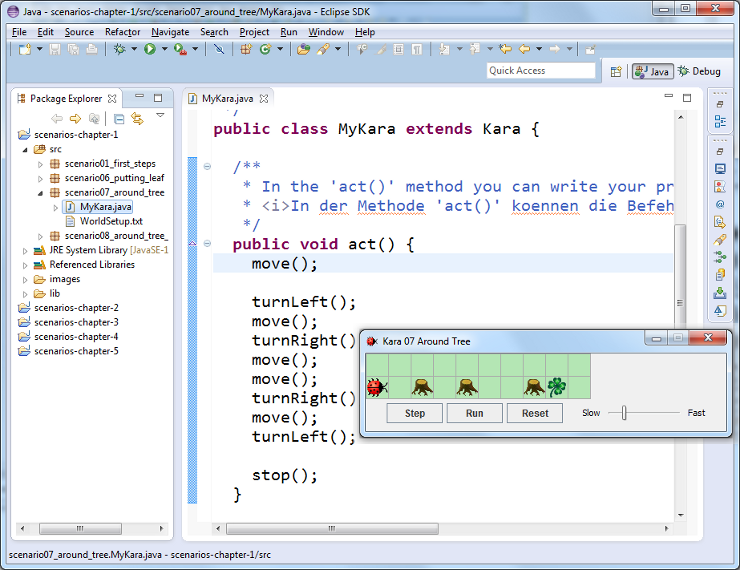 Java - scenarios-chapter-1/src/scenario07_around_tree/MyKara.java - Eclipse SDK
File Edit Source Refactor Navigate Search Project Run Window Help
Quick Access
Java
Debug
Package Explorer
scenarios-chapter-1
src
scenario01_first_steps
scenario06_putting_leaf
scenario07_around_tree
MyKara.java
WorldSetup.txt
scenario08_around_tree_
JRE System Library [JavaSE-1
Referenced Libraries
images
lib
scenarios-chapter-2
scenarios-chapter-3
scenarios-chapter-4
scenarios-chapter-5
MyKara.java
*/
public class MyKara extends Kara {
/**
* In the 'act()' method you can write your pr
* <i>In der Methode 'act()' koennen die Befeh
*/
public void act() {
move();
turnLeft();
move();
turnRight()
move();
move();
turnRight()
move();
turnLeft();
stop();
}
Kara 07 Around Tree
Step Run Reset Slow Fast
scenario07_around_tree.MyKara.java - scenarios-chapter-1/src